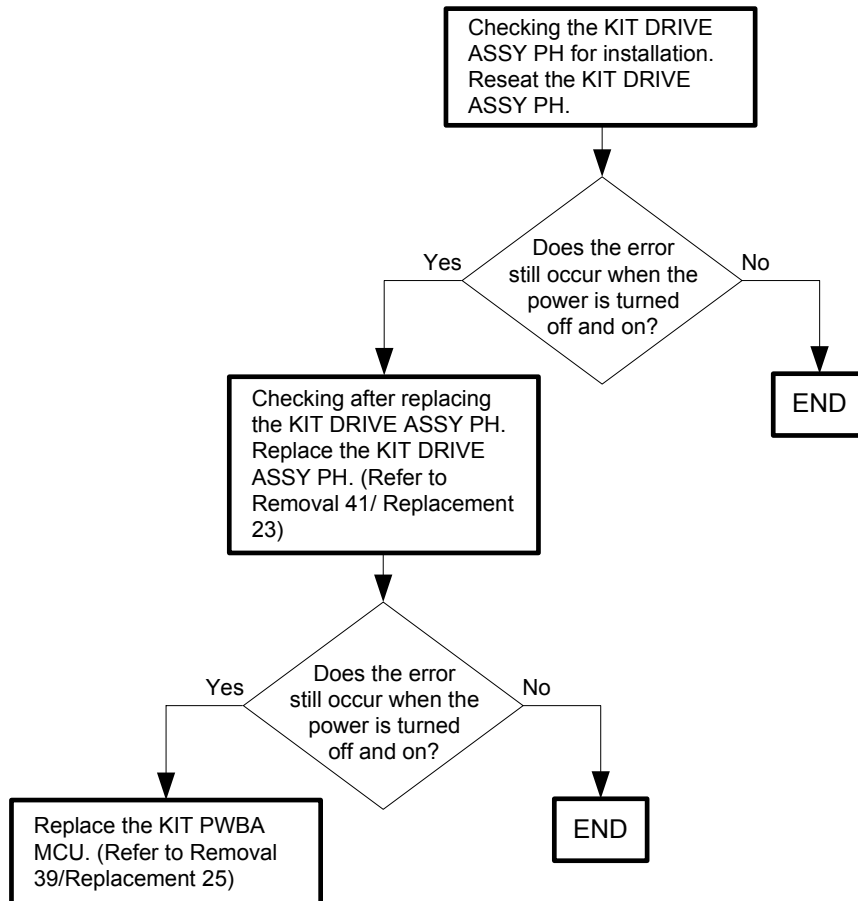 Checking the KIT DRIVE
ASSY PH for installation.
Reseat the KIT DRIVE
ASSY PH.
Does the error
still occur when the
power is turned
off and on?
Yes
No
END
Checking after replacing
the KIT DRIVE ASSY PH.
Replace the KIT DRIVE
ASSY PH. (Refer to
Removal 41/ Replacement
23)
Does the error
still occur when the
power is turned
off and on?
Yes
No
END
Replace the KIT PWBA
MCU. (Refer to Removal
39/Replacement 25)